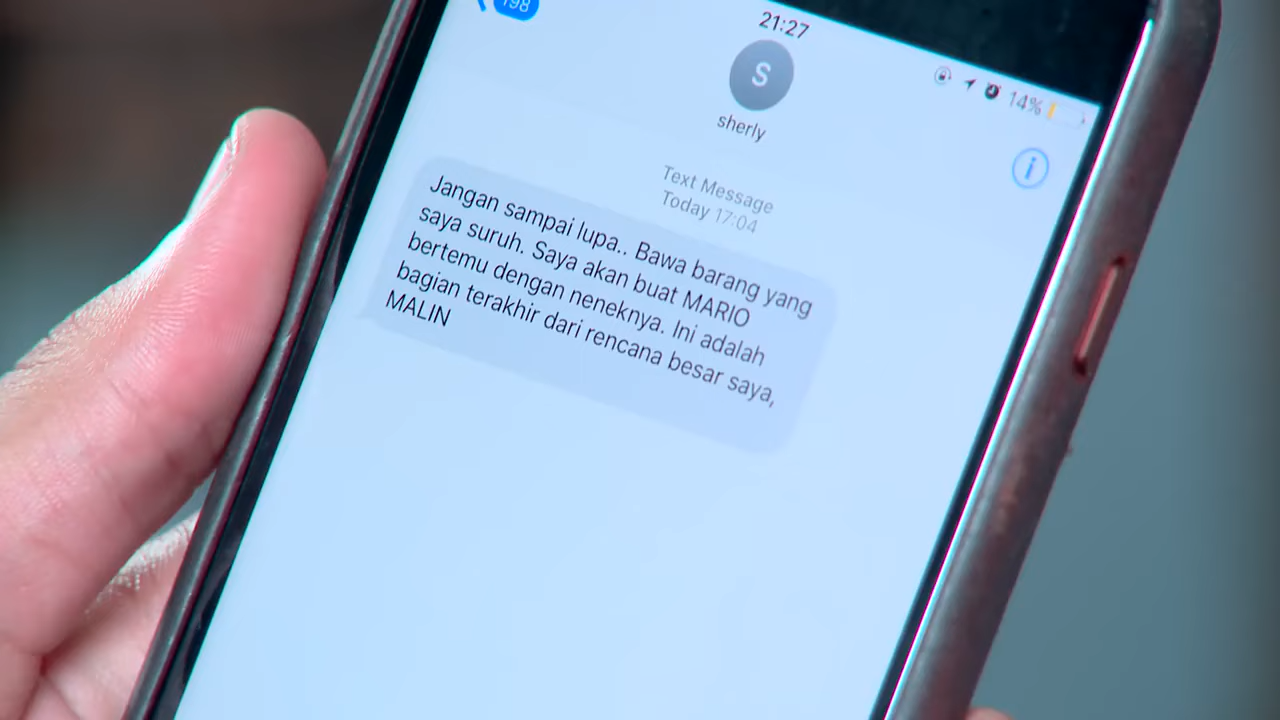 198
21:27
14%
S
sherly
i
Text Message
Today 17:04
Jangan sampai lupa.. Bawa barang yang
saya suruh. Saya akan buat MARIO
bertemu dengan neneknya. Ini adalah
bagian terakhir dari rencana besar saya,
MALIN